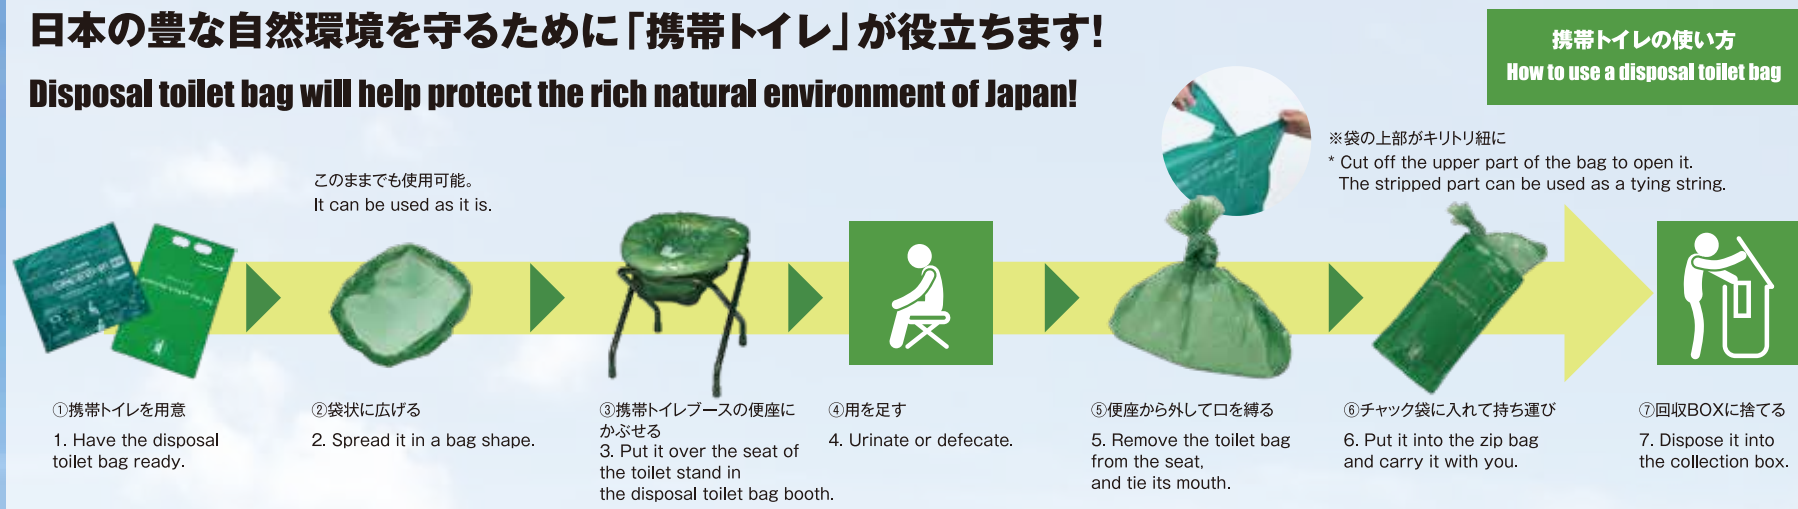 日本の豊な自然環境を守るために「携帯トイレ」が役立ちます!
Disposal toilet bag will help protect the rich natural environment of Japan!
携帯トイレの使い方
How to use a disposal toilet bag
※袋の上部がキリトリ紐に
* Cut off the upper part of the bag to open it.
The stripped part can be used as a tying string.
このままでも使用可能。
It can be used as it is.
①携帯トイレを用意
1. Have the disposal
toilet bag ready.
②袋状に広げる
2. Spread it in a bag shape.
③携帯トイレブースの便座に
かぶせる
3. Put it over the seat of
the toilet stand in
the disposal toilet bag booth.
④用を足す
4. Urinate or defecate.
⑤便座から外して口を縛る
5. Remove the toilet bag
from the seat,
and tie its mouth.
⑥チャック袋に入れて持ち運び
6. Put it into the zip bag
and carry it with you.
⑦回収BOXに捨てる
7. Dispose it into
the collection box.